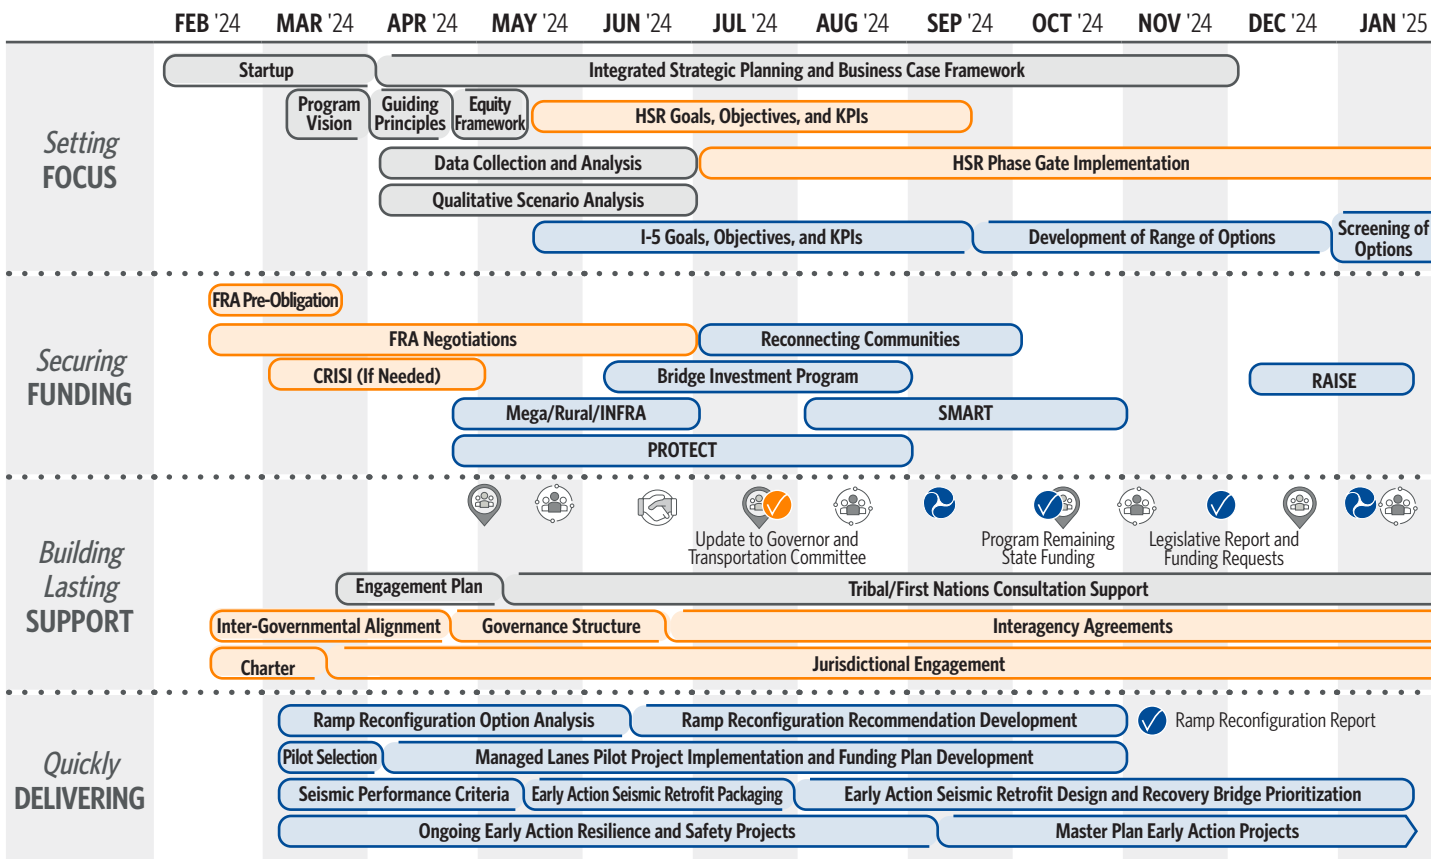 FEB '24 MAR '24 APR '24 MAY '24 JUN '24 JUL '24 AUG '24 SEP '24 OCT '24 NOV '24 DEC '24 JAN '25
Setting
FOCUS
Startup
Integrated Strategic Planning and Business Case Framework
Program
Vision
Guiding
Principles
Equity
Framework
HSR Goals, Objectives, and KPIs
Data Collection and Analysis
HSR Phase Gate Implementation
Qualitative Scenario Analysis
I-5 Goals, Objectives, and KPIs
Development of Range of Options
Screening of
Options
Securing
FUNDING
FRA Pre-Obligation
FRA Negotiations
Reconnecting Communities
CRISI (If Needed)
Bridge Investment Program
RAISE
Mega/Rural/INFRA
SMART
PROTECT
Building
Lasting
SUPPORT
Update to Governor and
Transportation Committee
Program Remaining
State Funding
Legislative Report and
Funding Requests
Engagement Plan
Tribal/First Nations Consultation Support
Inter-Governmental Alignment
Governance Structure
Interagency Agreements
Charter
Jurisdictional Engagement
Quickly
DELIVERING
Ramp Reconfiguration Option Analysis
Ramp Reconfiguration Recommendation Development
Ramp Reconfiguration Report
Pilot Selection
Managed Lanes Pilot Project Implementation and Funding Plan Development
Seismic Performance Criteria
Early Action Seismic Retrofit Packaging
Early Action Seismic Retrofit Design and Recovery Bridge Prioritization
Ongoing Early Action Resilience and Safety Projects
Master Plan Early Action Projects